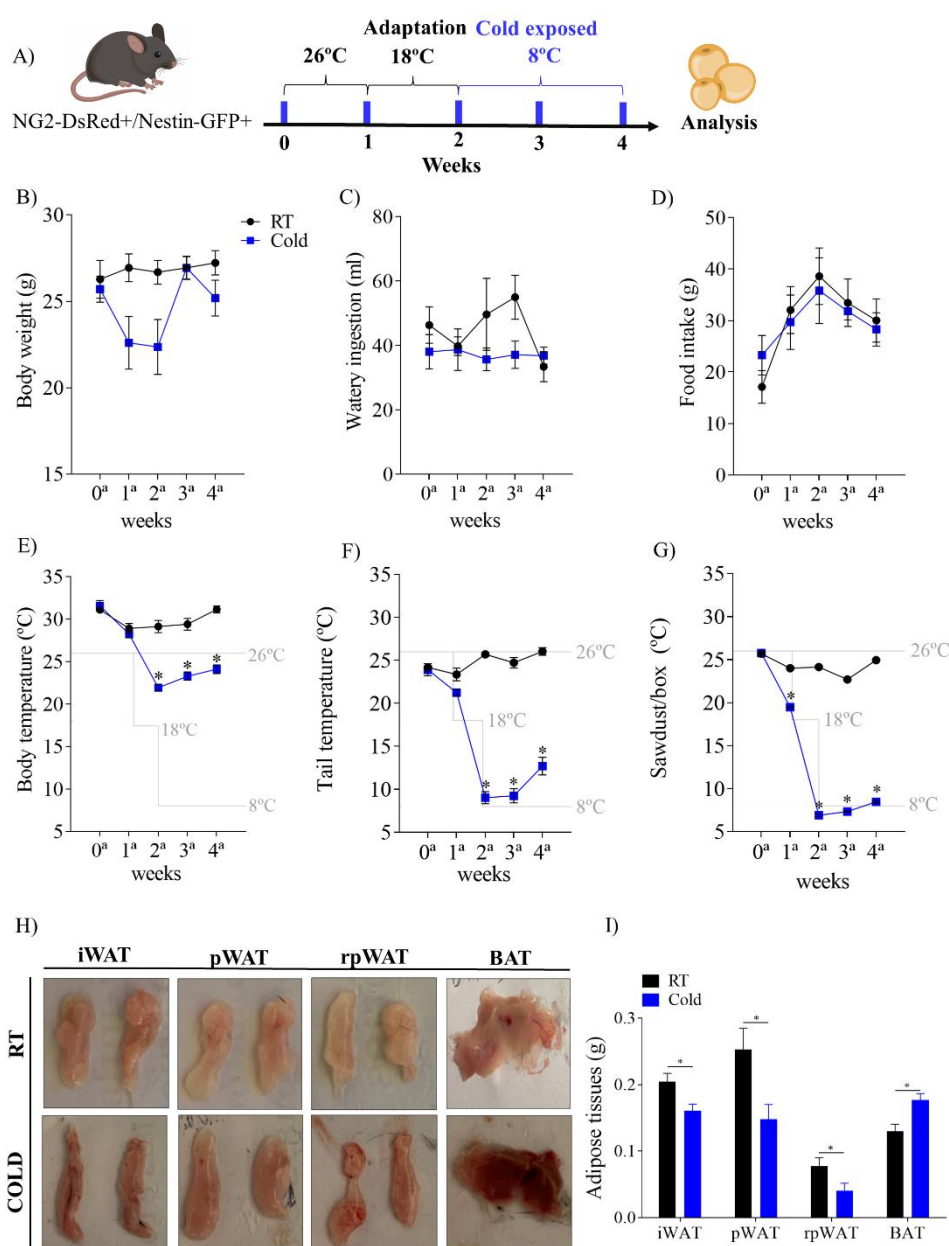 A)
Adaptation Cold exposed
26ºC 18ºC 8ºC
NG2-DsRed+/Nestin-GFP+
0 1 2 3 4
Weeks
Analysis
B)
RT
Cold
Body weight (g)
30
25
20
15
0ª 1ª 2ª 3ª 4ª
weeks
C)
Watery ingestion (ml)
80
60
40
20
0
0ª 1ª 2ª 3ª 4ª
weeks
D)
Food intake (g)
50
40
30
20
10
0
0ª 1ª 2ª 3ª 4ª
weeks
E)
Body temperature (ºC)
35
30
25
20
15
10
5
26ºC
18ºC
8ºC
* * *
0ª 1ª 2ª 3ª 4ª
weeks
F)
Tail temperature (ºC)
35
30
25
20
15
10
5
26ºC
18ºC
8ºC
* * *
0ª 1ª 2ª 3ª 4ª
weeks
G)
Sawdust/box (ºC)
35
30
25
20
15
10
5
26ºC
18ºC
8ºC
* * * *
0ª 1ª 2ª 3ª 4ª
weeks
H)
iWAT pWAT rpWAT BAT
RT
COLD
I)
RT
Cold
Adipose tissues (g)
0.3
0.2
0.1
0.0
* * * *
iWAT pWAT rpWAT BAT